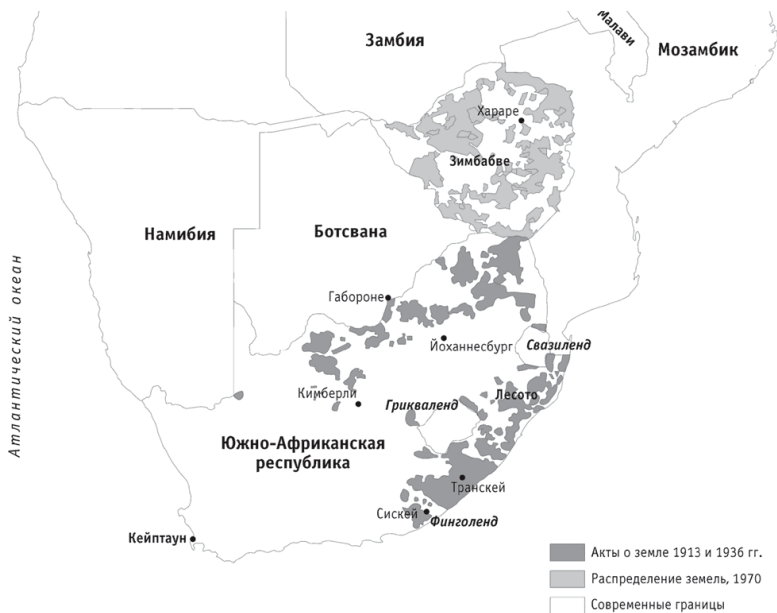 Замбия
Малави
Мозамбик
Хараре
Зимбабве
Намибия
Ботсвана
Атлантический океан
Габороне
Йоханнесбург
Свазиленд
Кимберли
Грикваленд
Лесото
Южно-Африканская
республика
Транскей
Сискей
Финголенд
Кейптаун
Акты о земле 1913 и 1936 гг.
Распределение земель, 1970
Современные границы